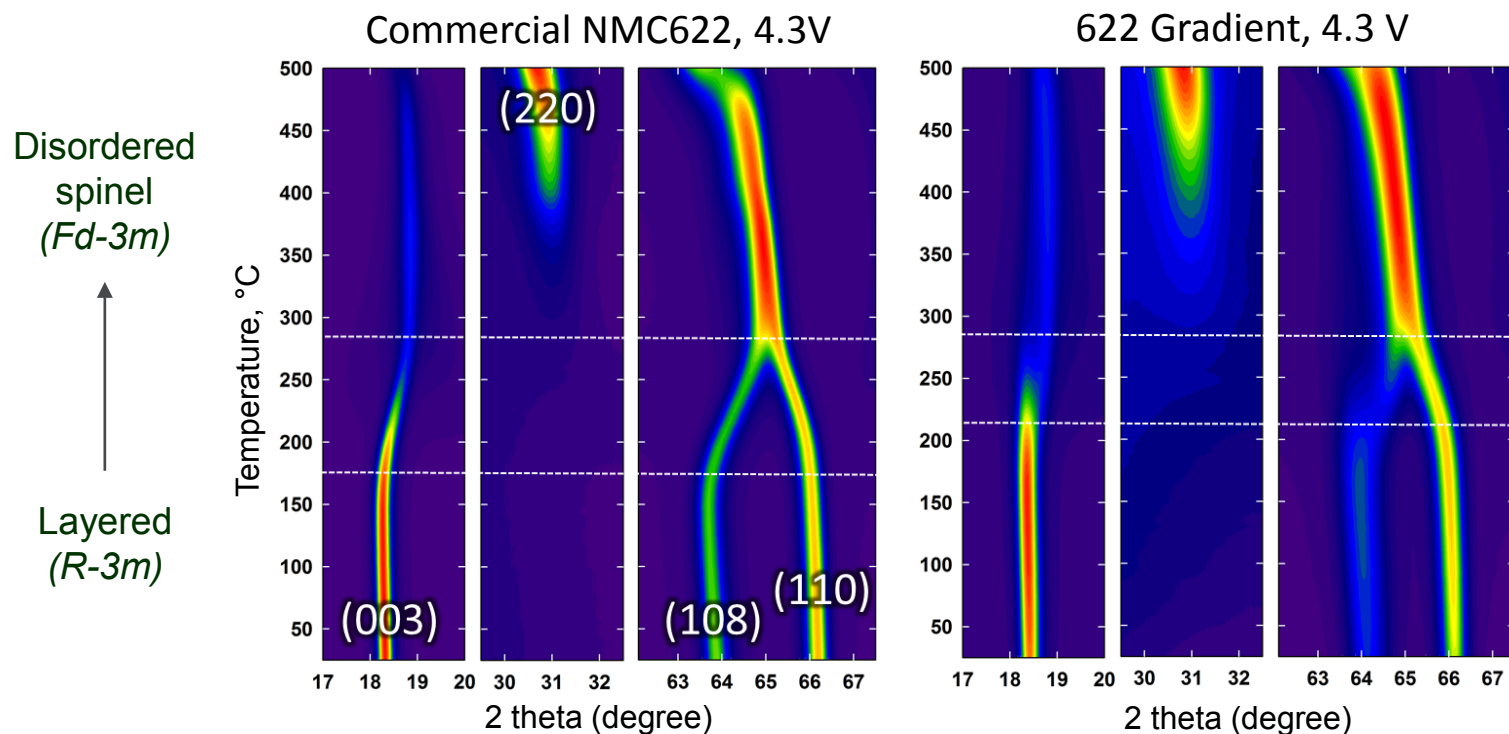 Commercial NMC622, 4.3V
622 Gradient, 4.3 V
Disordered
spinel
(Fd-3m)
Layered
(R-3m)
Temperature, °C
500
450
400
350
300
250
200
150
100
50
(003)
(220)
(108)
(110)
17 18 19 20
30 31 32
63 64 65 66 67
2 theta (degree)
500
450
400
350
300
250
200
150
100
50
17 18 19 20
30 31 32
63 64 65 66 67
2 theta (degree)